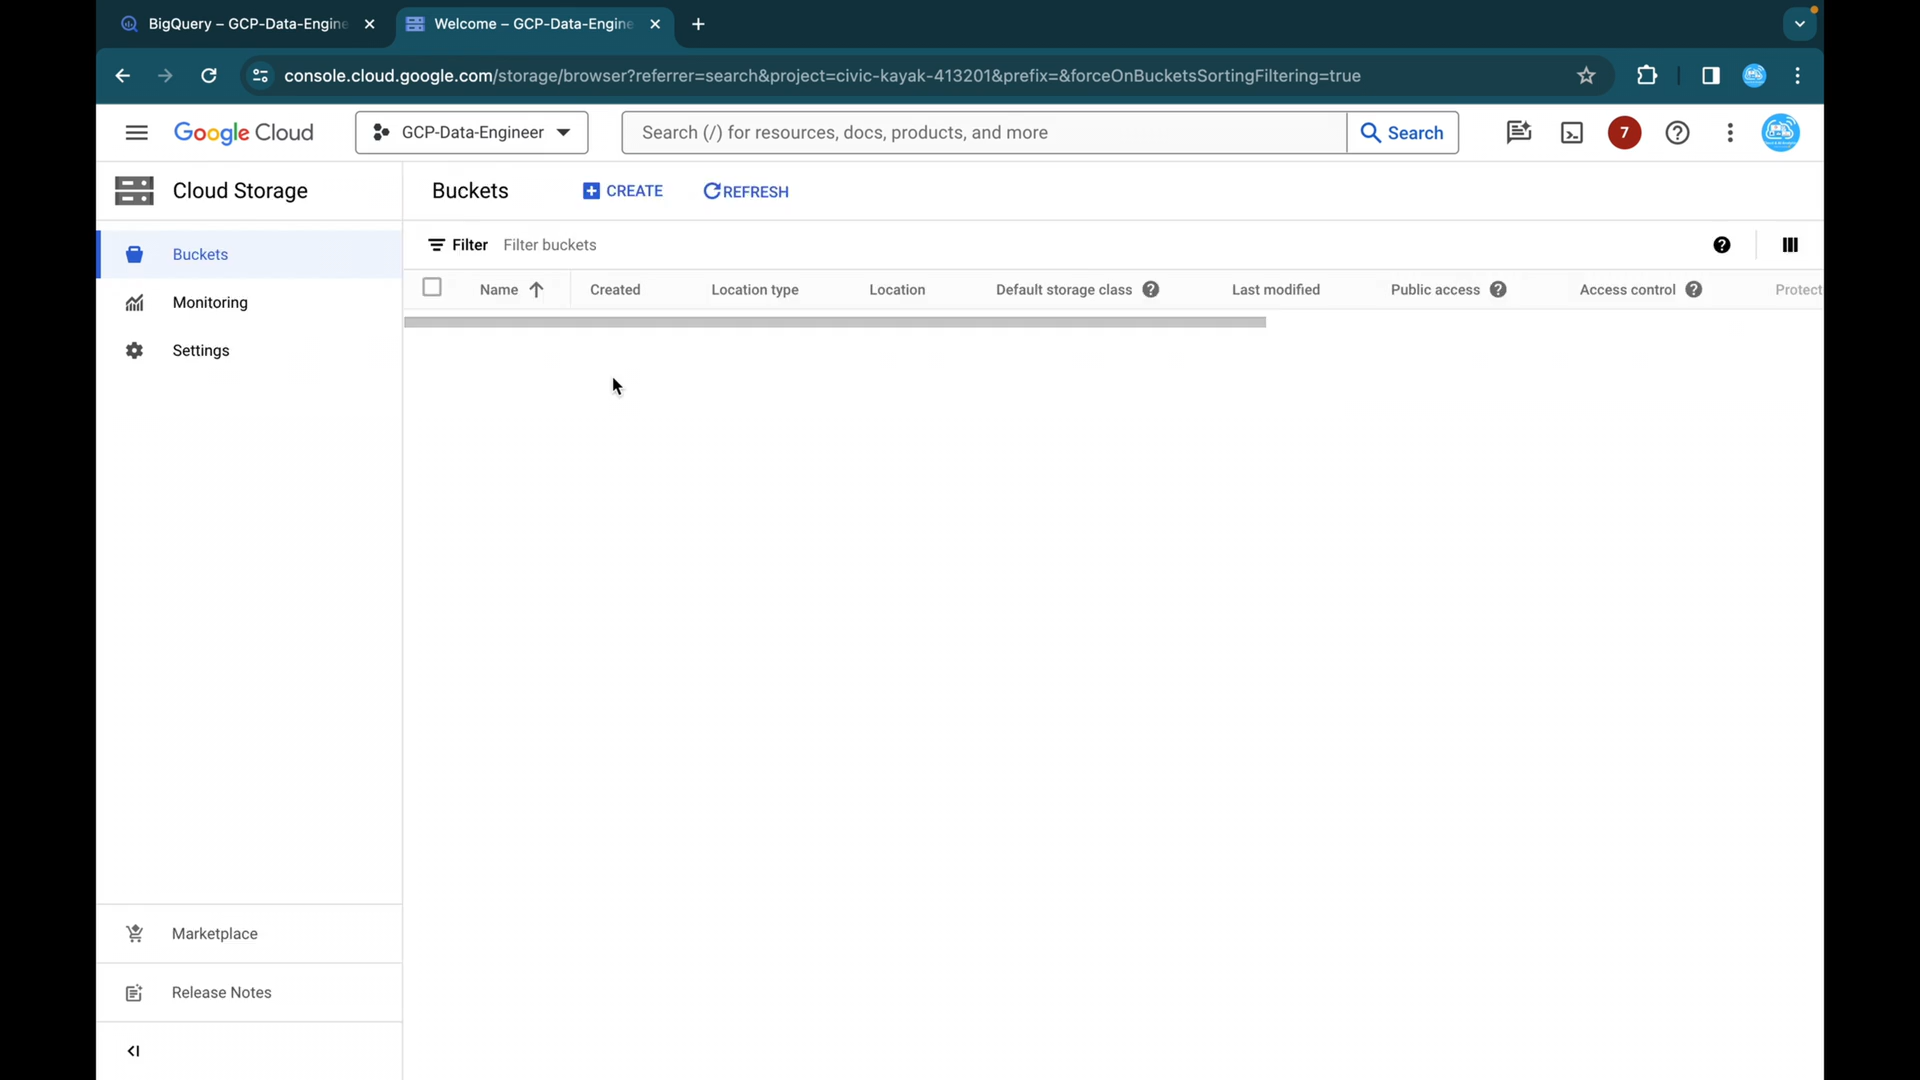 BigQuery – GCP-Data-Engine
Welcome – GCP-Data-Engine
console.cloud.google.com/storage/browser?referrer=search&project=civic-kayak-413201&prefix=&forceOnBucketsSortingFiltering=true
Google Cloud
GCP-Data-Engineer
Search (/) for resources, docs, products, and more
Search
7
Cloud Storage
Buckets
CREATE
REFRESH
Buckets
Monitoring
Settings
Filter Filter buckets
Name
Created
Location type
Location
Default storage class
Last modified
Public access
Access control
Protect
Marketplace
Release Notes